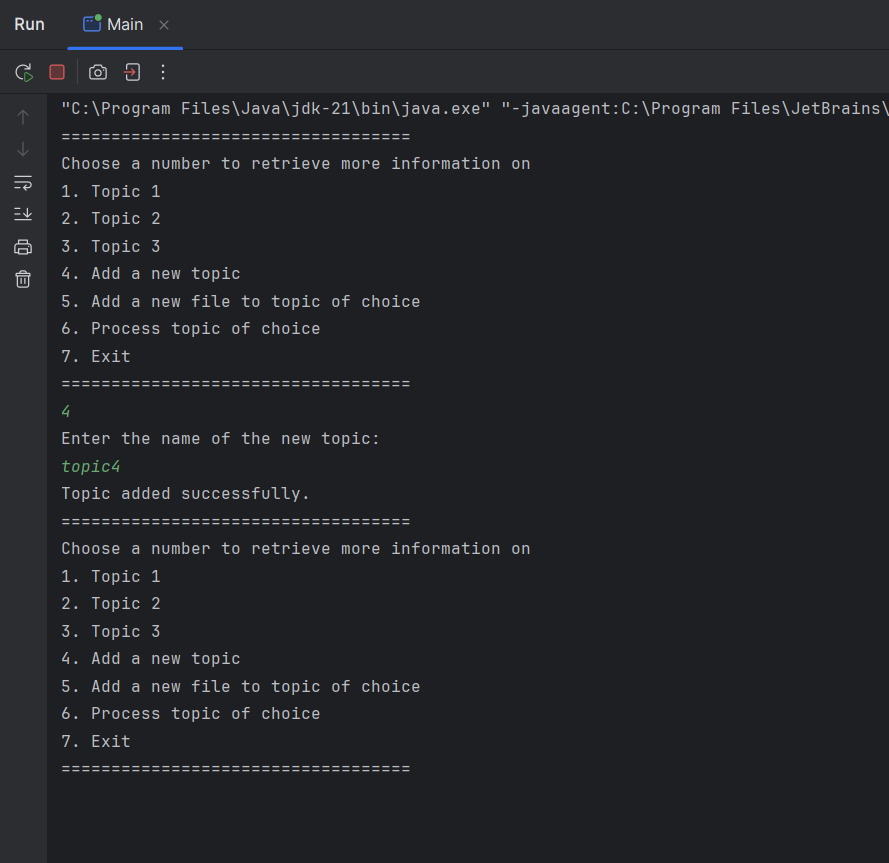 Run Main
"C:\Program Files\Java\jdk-21\bin\java.exe" "-javaagent:C:\Program Files\JetBrains\
===================================
Choose a number to retrieve more information on
1. Topic 1
2. Topic 2
3. Topic 3
4. Add a new topic
5. Add a new file to topic of choice
6. Process topic of choice
7. Exit
===================================
4
Enter the name of the new topic:
topic4
Topic added successfully.
===================================
Choose a number to retrieve more information on
1. Topic 1
2. Topic 2
3. Topic 3
4. Add a new topic
5. Add a new file to topic of choice
6. Process topic of choice
7. Exit
===================================